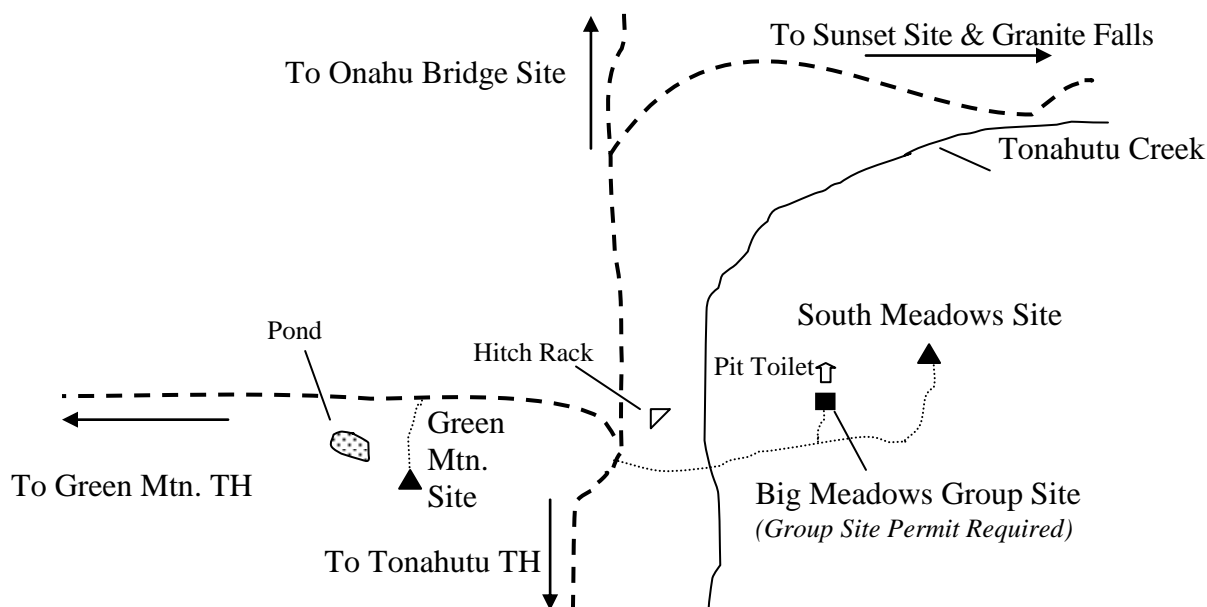 To Sunset Site & Granite Falls
To Onahu Bridge Site
Tonahutu Creek
South Meadows Site
Pond
Hitch Rack
Pit Toilet
Green
Mtn.
Site
To Green Mtn. TH
Big Meadows Group Site
(Group Site Permit Required)
To Tonahutu TH